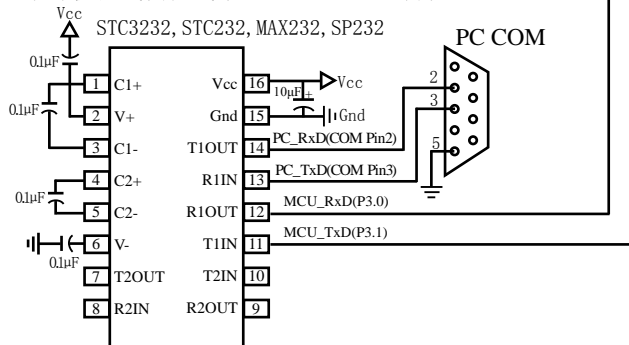 Vcc
STC3232, STC232, MAX232, SP232
PC COM
0.1μF
0.1μF
1 C1+ Vcc 16 Vcc
10μF +
2 V+ Gnd 15 Gnd
3 C1- T1OUT 14 PC_RxD(COM Pin2)
4 C2+ R1IN 13 PC_TxD(COM Pin3)
0.1μF
5 C2- R1OUT 12 MCU_RxD(P3.0)
6 V- T1IN 11 MCU_TxD(P3.1)
0.1μF
7 T2OUT T2IN 10
8 R2IN R2OUT 9
2
3
5